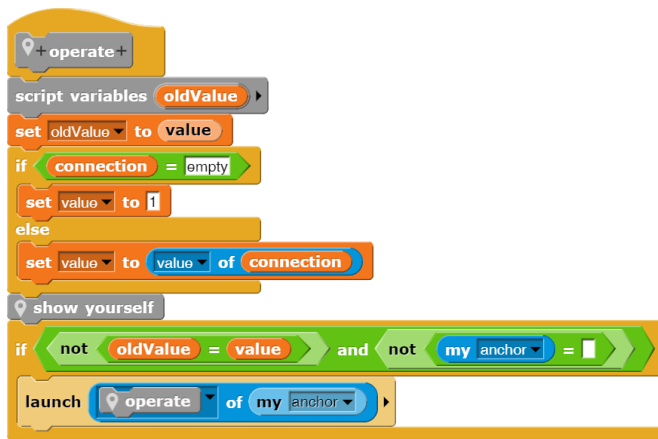 + operate +
script variables oldValue
set oldValue to value
if connection = empty
set value to 1
else
set value to value of connection
show yourself
if not oldValue = value and not my anchor =
launch operate of my anchor